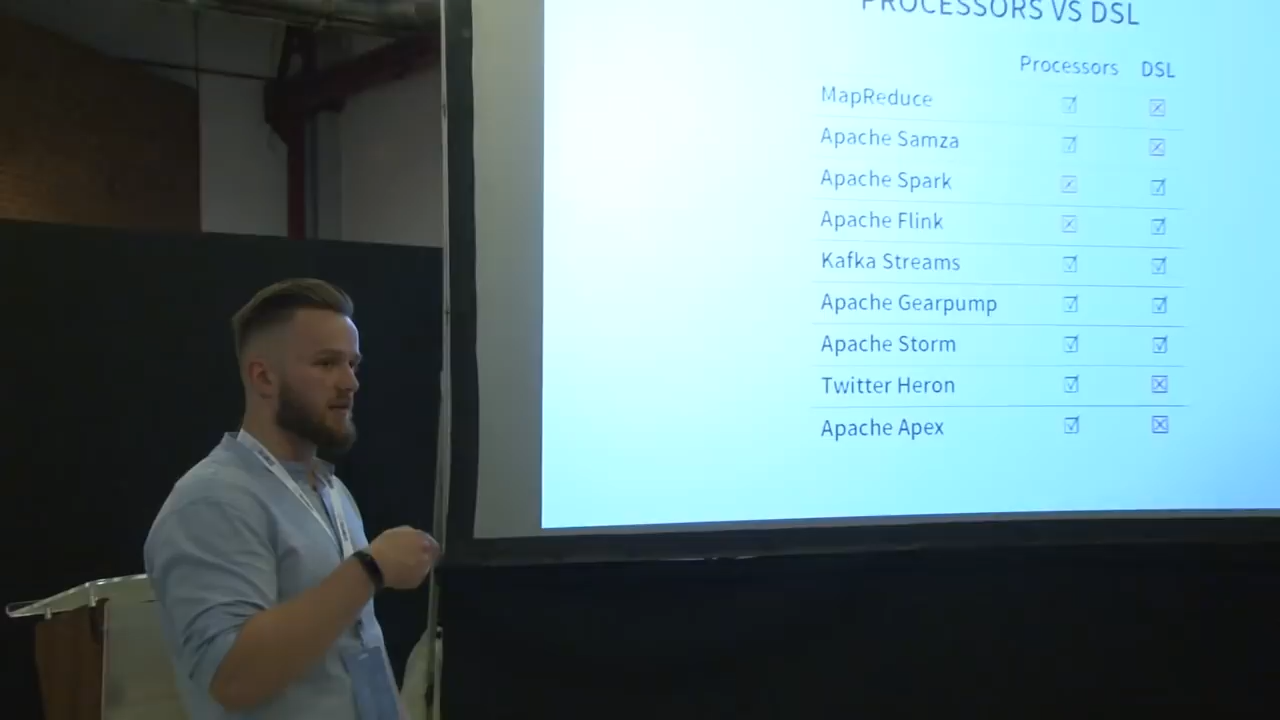 PROCESSORS VS DSL
Processors DSL
MapReduce ☑ ☒
Apache Samza ☑ ☒
Apache Spark ☒ ☑
Apache Flink ☒ ☑
Kafka Streams ☑ ☑
Apache Gearpump ☑ ☑
Apache Storm ☑ ☑
Twitter Heron ☑ ☒
Apache Apex ☑ ☒